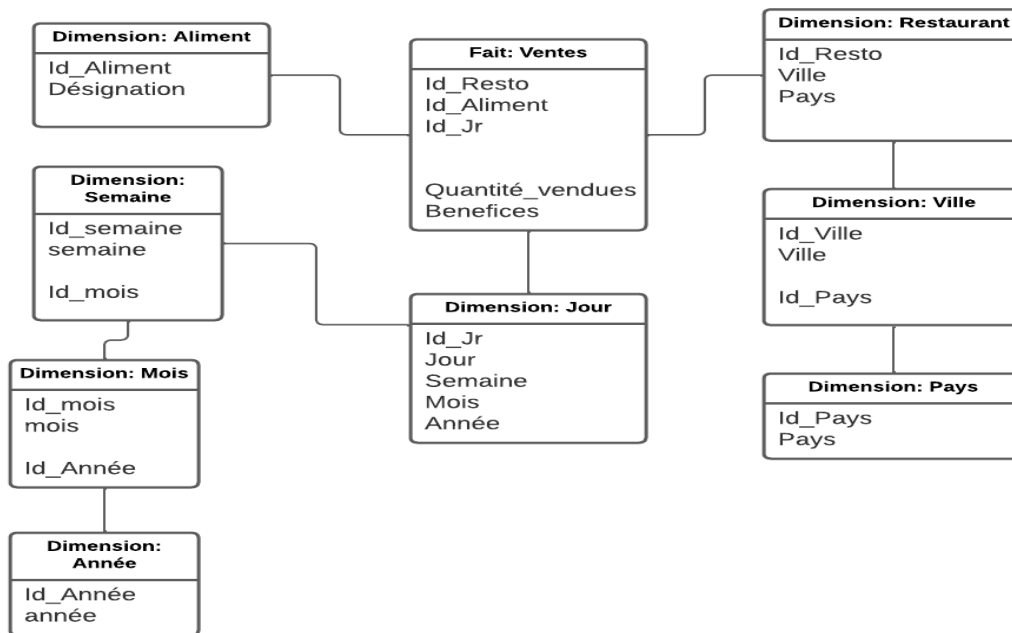 Dimension: Aliment
Id_Aliment
Désignation
Fait: Ventes
Id_Resto
Id_Aliment
Id_Jr
Quantité_vendues
Benefices
Dimension: Restaurant
Id_Resto
Ville
Pays
Dimension:
Semaine
Id_semaine
semaine
Id_mois
Dimension: Ville
Id_Ville
Ville
Id_Pays
Dimension: Jour
Id_Jr
Jour
Semaine
Mois
Année
Dimension: Mois
Id_mois
mois
Id_Année
Dimension: Pays
Id_Pays
Pays
Dimension:
Année
Id_Année
année